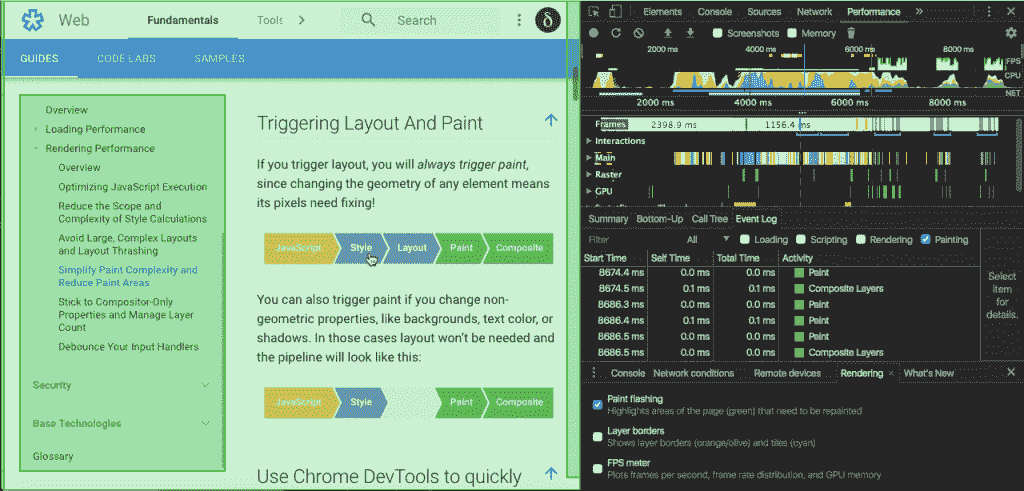 Web
Fundamentals
Tools
Search
δ
GUIDES
CODE LABS
SAMPLES
Overview
Loading Performance
Rendering Performance
Overview
Optimizing JavaScript Execution
Reduce the Scope and
Complexity of Style Calculations
Avoid Large, Complex Layouts
and Layout Thrashing
Simplify Paint Complexity and
Reduce Paint Areas
Stick to Compositor-Only
Properties and Manage Layer
Count
Debounce Your Input Handlers
Security
Base Technologies
Glossary
Triggering Layout And Paint
If you trigger layout, you will always trigger paint,
since changing the geometry of any element means
its pixels need fixing!
JavaScript Style Layout Paint Composite
You can also trigger paint if you change non-
geometric properties, like backgrounds, text color, or
shadows. In those cases layout won't be needed and
the pipeline will look like this:
JavaScript Style Paint Composite
Use Chrome DevTools to quickly
Elements Console Sources Network Performance »
Screenshots Memory
2000 ms 4000 ms 6000 ms 8000 ms
FPS
CPU
NET
2000 ms 4000 ms 6000 ms 8000 ms
Frames 2398.9 ms 1156.4 ms
Interactions
Main
Raster
GPU
Summary Bottom-Up Call Tree Event Log
Filter All Loading Scripting Rendering Painting
Start Time Self Time Total Time Activity
8674.4 ms 0.0 ms 0.0 ms Paint
8674.5 ms 0.1 ms 0.1 ms Composite Layers
8686.3 ms 0.0 ms 0.0 ms Paint
8686.4 ms 0.1 ms 0.1 ms Paint
8686.5 ms 0.0 ms 0.0 ms Paint
8686.5 ms 0.0 ms 0.0 ms Composite Layers
Select
item
for
details.
Console Network conditions Remote devices Rendering × What's New
Paint flashing
Highlights areas of the page (green) that need to be repainted
Layer borders
Shows layer borders (orange/olive) and tiles (cyan)
FPS meter
Plots frames per second, frame rate distribution, and GPU memory